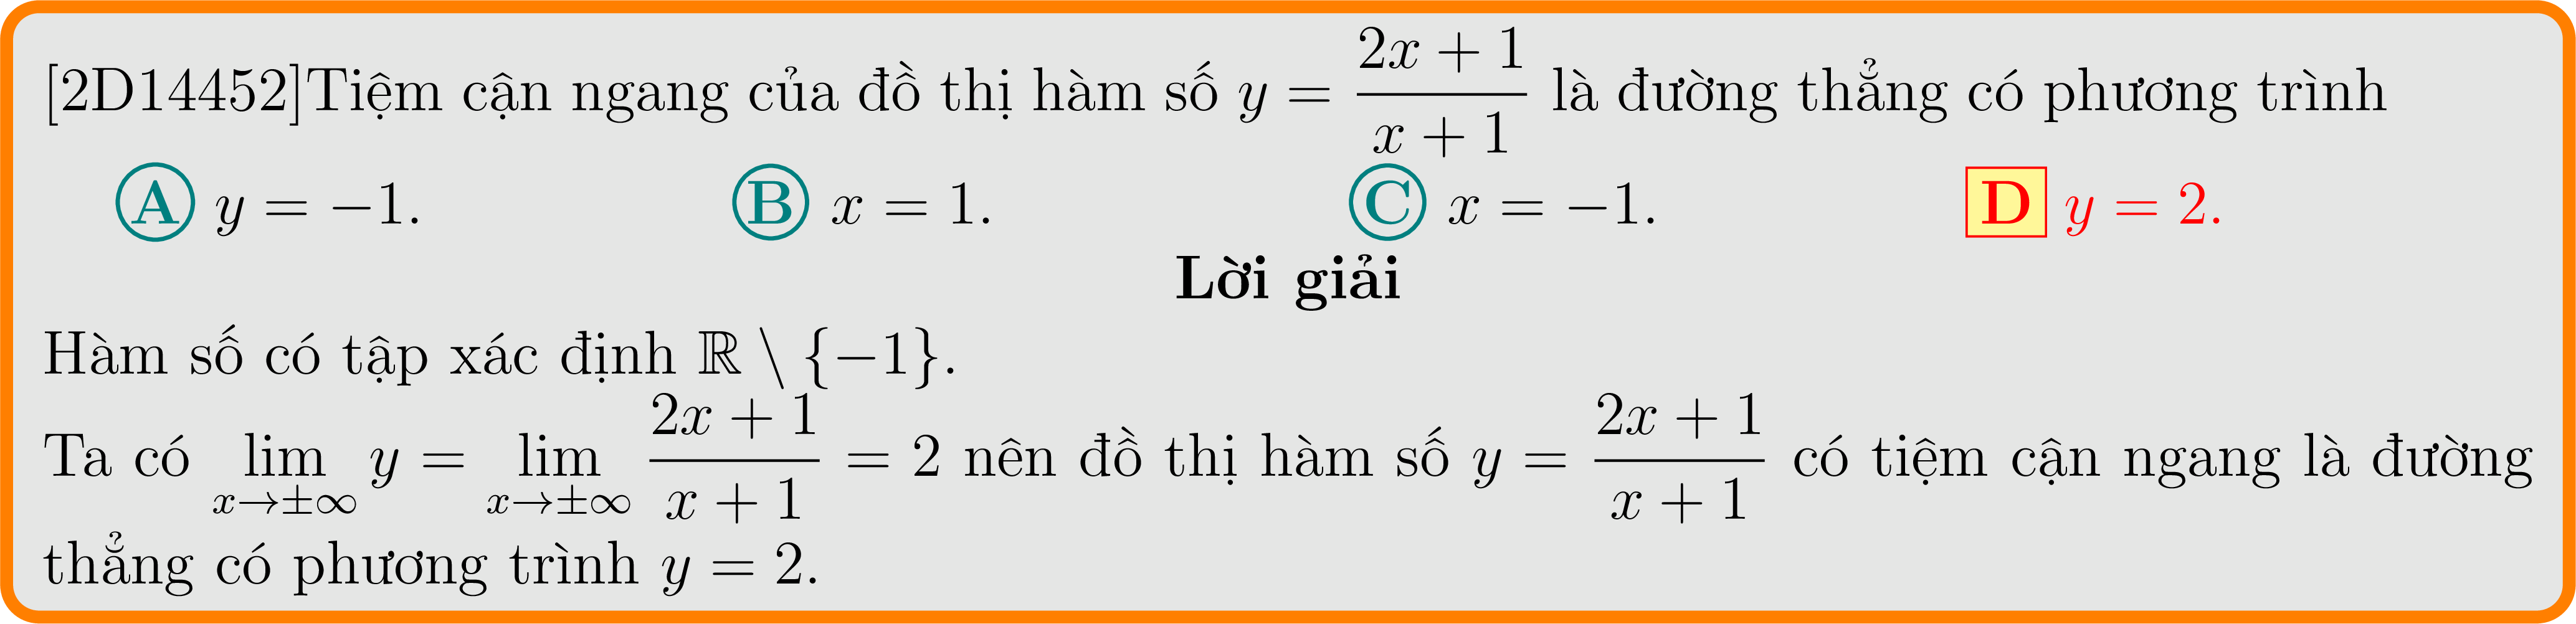 [2D14452]Tiệm cận ngang của đồ thị hàm số $y = \dfrac{2x+1}{x+1}$ là đường thẳng có phương trình
A y = −1. B x = 1. C x = −1. D y = 2.
Lời giải
Hàm số có tập xác định $\mathbb{R} \setminus \{-1\}$.
Ta có $\lim\limits_{x \to \pm\infty} y = \lim\limits_{x \to \pm\infty} \dfrac{2x+1}{x+1} = 2$ nên đồ thị hàm số $y = \dfrac{2x+1}{x+1}$ có tiệm cận ngang là đường
thẳng có phương trình y = 2.